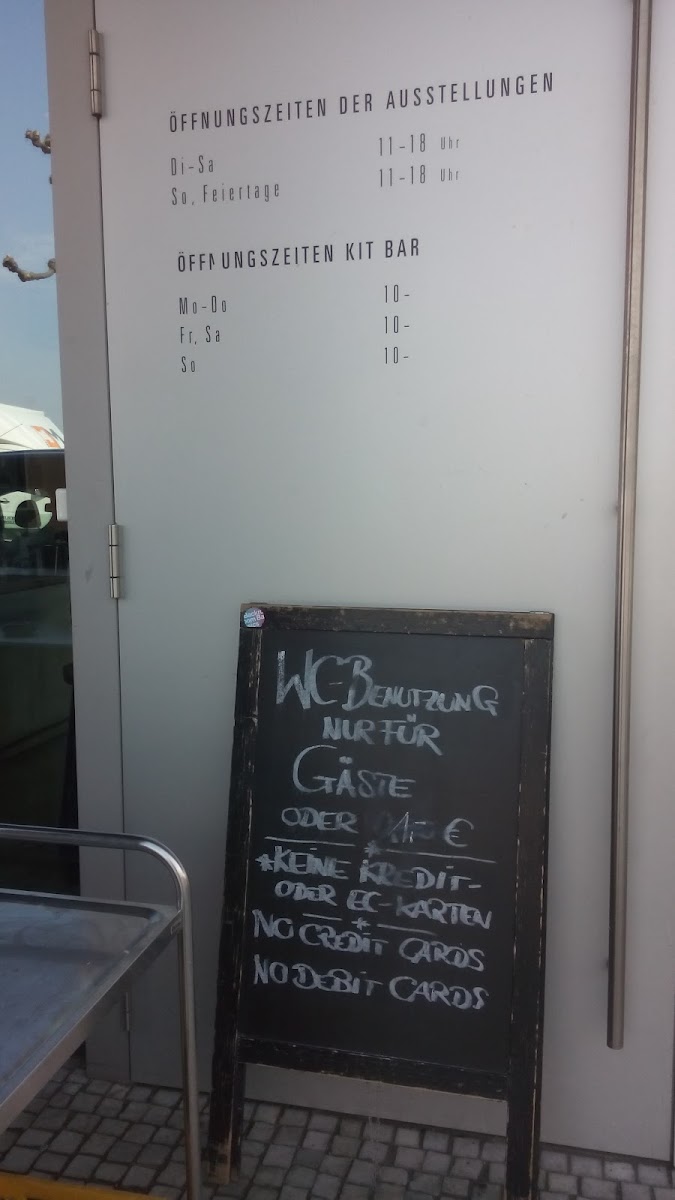 ÖFFNUNGSZEITEN DER AUSSTELLUNGEN
Di-Sa 11-18 Uhr
So, Feiertage 11-18 Uhr
ÖFFNUNGSZEITEN KIT BAR
Mo-Do 10-
Fr, Sa 10-
So 10-
WC-BENUTZUNG
NUR FÜR
GÄSTE
ODER €
*
*KEINE KREDIT-
ODER EC-KARTEN
*
NO CREDIT CARDS
NO DEBIT CARDS